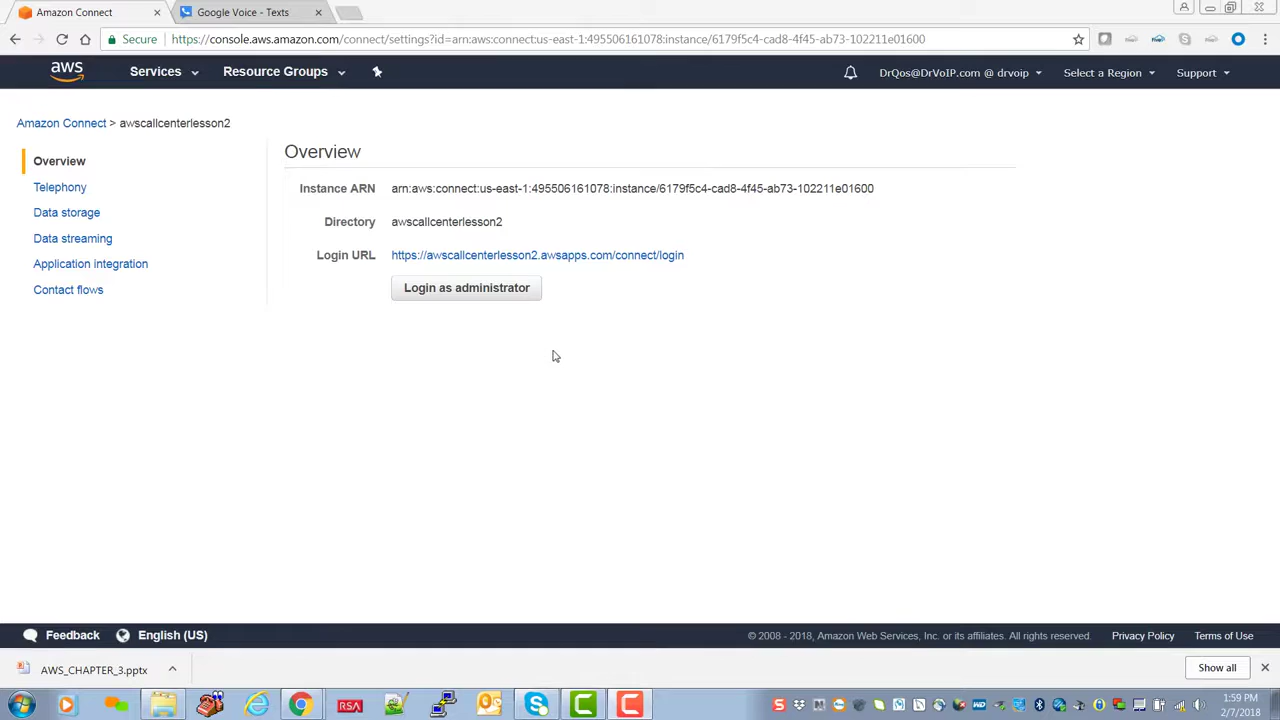 Amazon Connect
Google Voice - Texts
Secure
https://console.aws.amazon.com/connect/settings?id=arn:aws:connect:us-east-1:495506161078:instance/6179f5c4-cad8-4f45-ab73-102211e01600
aws
Services
Resource Groups
DrQos@DrVoIP.com @ drvoip
Select a Region
Support
Amazon Connect > awscallcenterlesson2
Overview
Telephony
Data storage
Data streaming
Application integration
Contact flows
Overview
Instance ARN arn:aws:connect:us-east-1:495506161078:instance/6179f5c4-cad8-4f45-ab73-102211e01600
Directory awscallcenterlesson2
Login URL https://awscallcenterlesson2.awsapps.com/connect/login
Login as administrator
Feedback
English (US)
© 2008 - 2018, Amazon Web Services, Inc. or its affiliates. All rights reserved.
Privacy Policy
Terms of Use
AWS_CHAPTER_3.pptx
Show all
RSA
WD
1:59 PM
2/7/2018